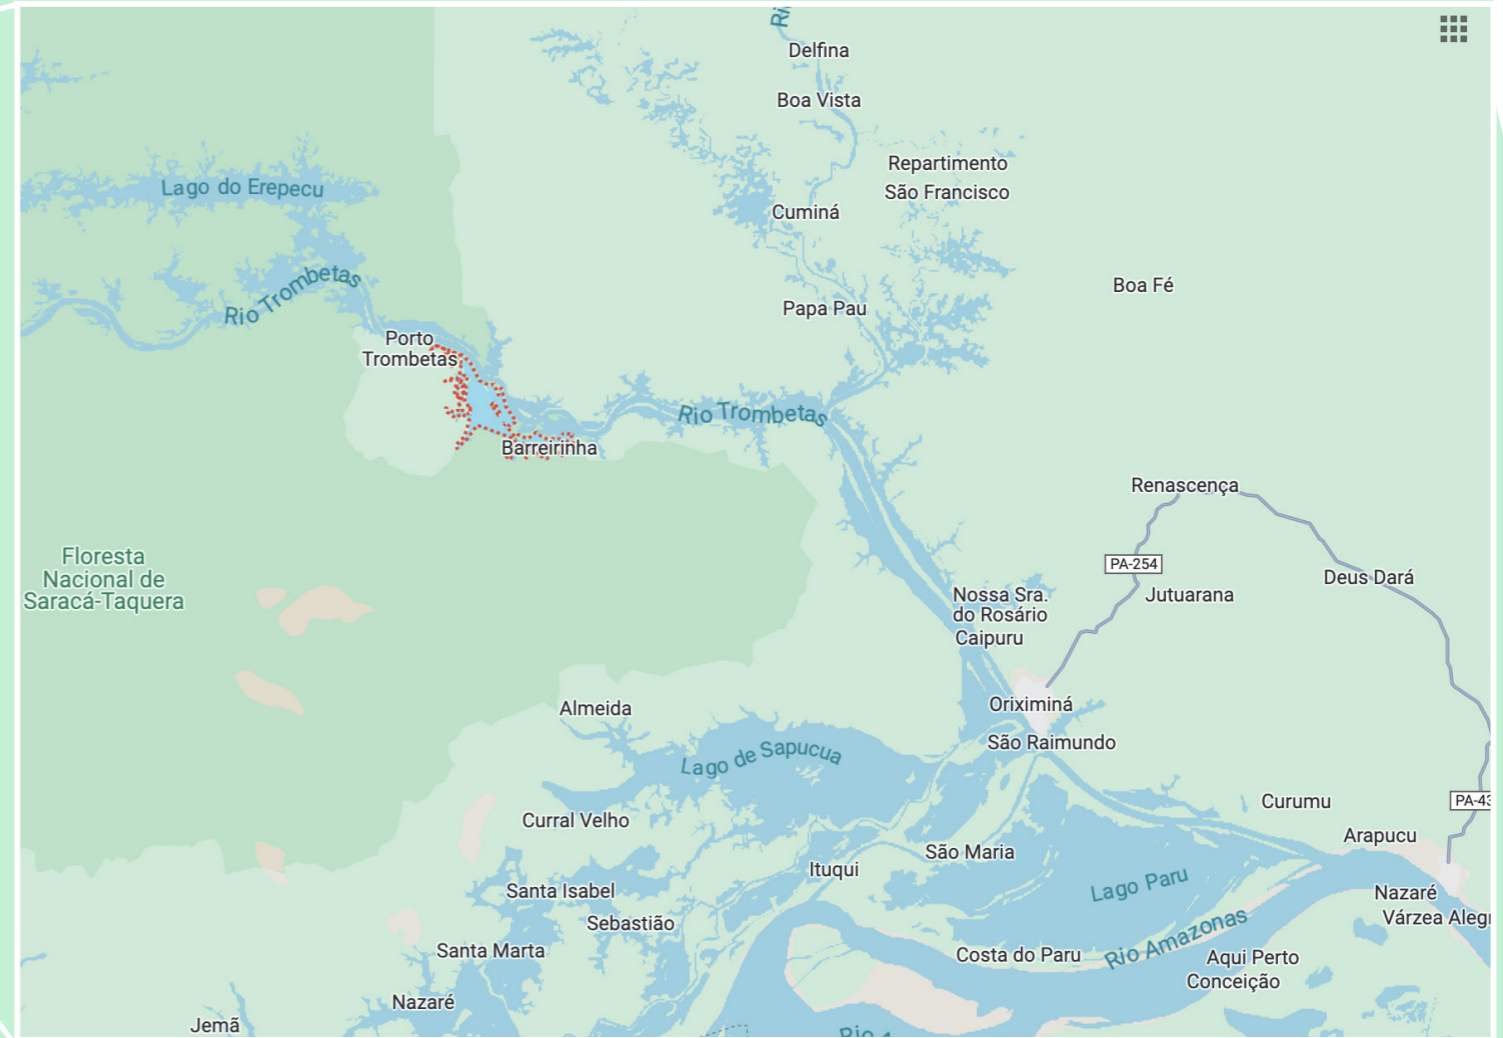 Delfina
Boa Vista
Repartimento
São Francisco
Lago do Erepecu
Cuminá
Rio Trombetas
Boa Fé
Papa Pau
Porto
Trombetas
Rio Trombetas
Barreirinha
Renascença
PA-254
Floresta
Nacional de
Saracá-Taquera
Deus Dará
Nossa Sra.
do Rosário
Jutuarana
Caipuru
Oriximiná
Almeida
São Raimundo
Lago de Sapucua
Curumu
PA-43
Curral Velho
Arapucu
São Maria
Ituqui
Lago Paru
Santa Isabel
Nazaré
Sebastião
Várzea Aleg
Rio Amazonas
Santa Marta
Costa do Paru
Aqui Perto
Conceição
Nazaré
Jemã
Rio